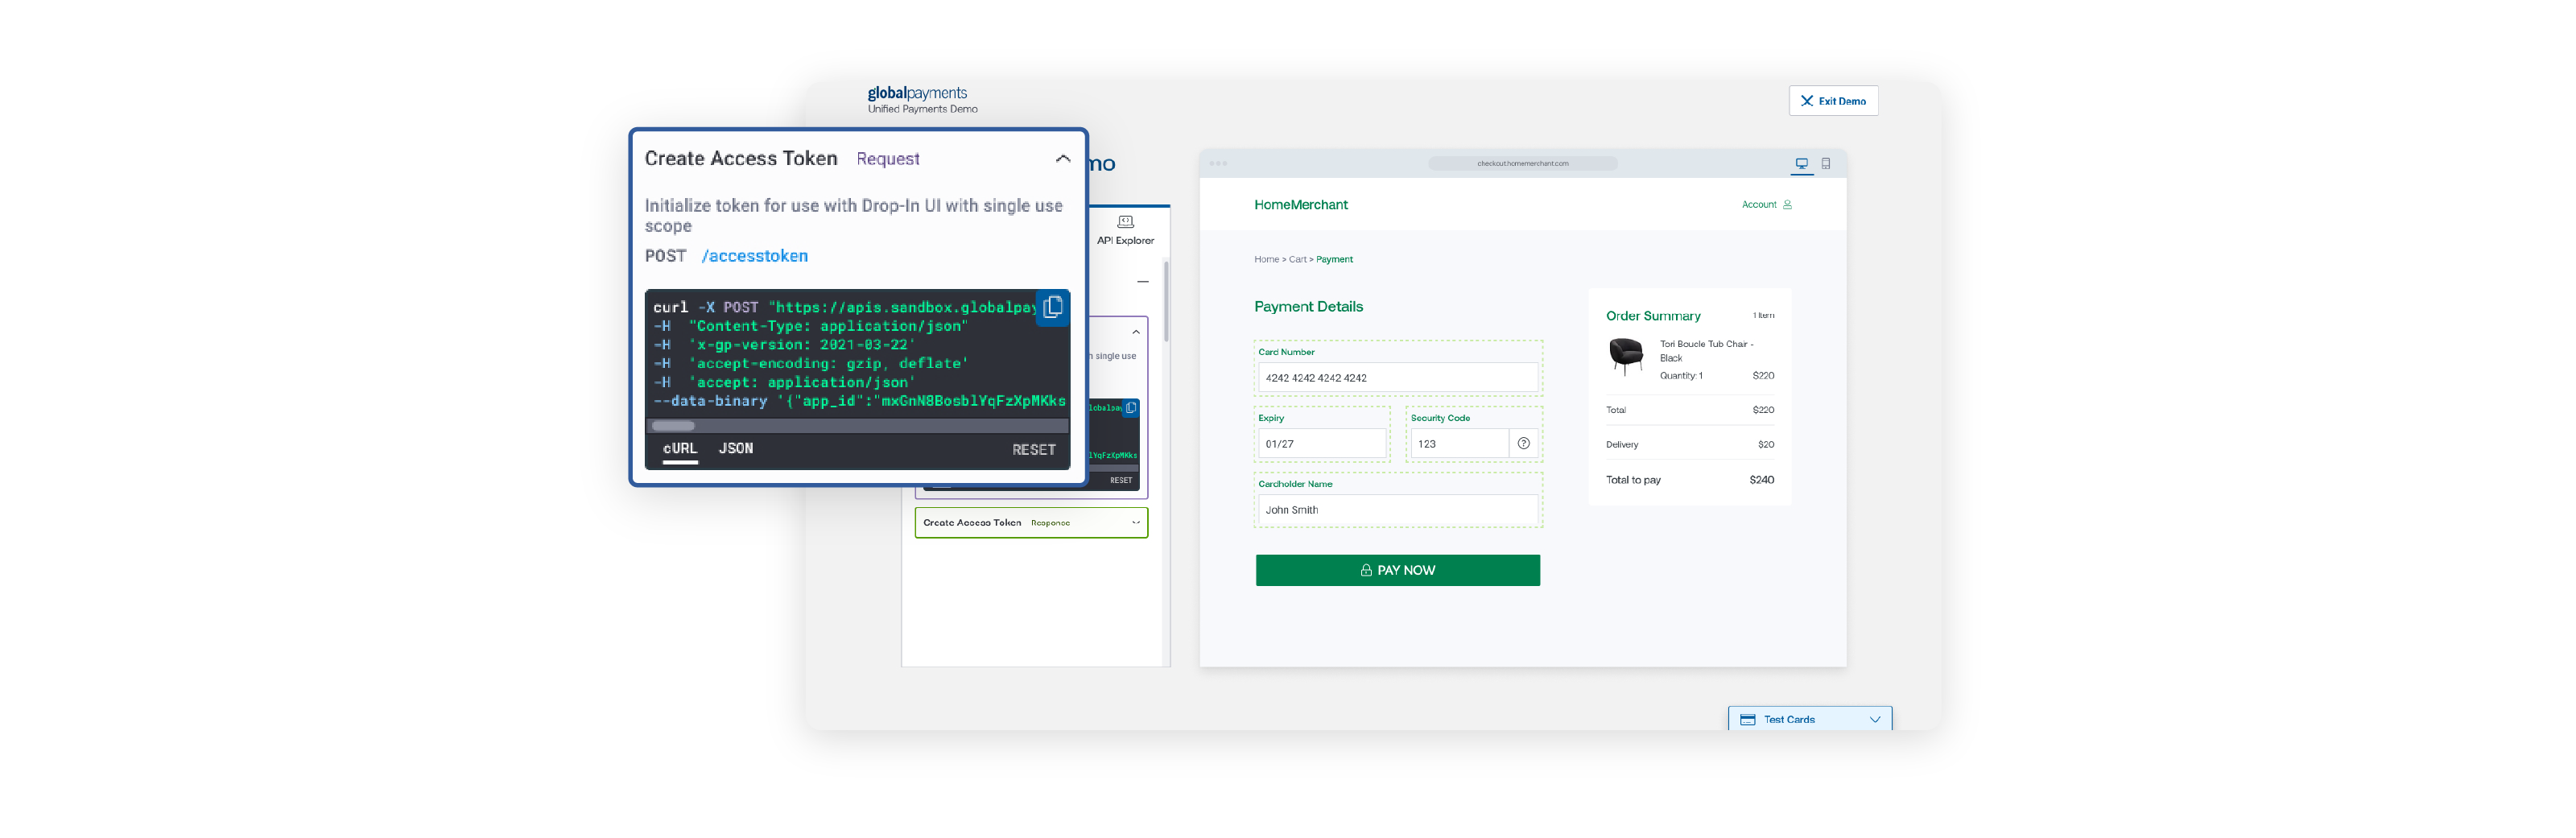 globalpayments
Unified Payments Demo
Exit Demo
Create Access Token Request
Initialize token for use with Drop-In UI with single use
scope
POST /accesstoken
curl -X POST "https://apis.sandbox.globalpay
-H "Content-Type: application/json"
-H 'x-gp-version: 2021-03-22'
-H 'accept-encoding: gzip, deflate'
-H 'accept: application/json'
--data-binary '{"app_id":"mxGnN8BosblYqFzXpMKks
cURL JSON RESET
mo
API Explorer
single use
lobalpay
lYqFzXpMKks
RESET
Create Access Token Response
checkout.homemerchant.com
HomeMerchant
Account
Home > Cart > Payment
Payment Details
Card Number
4242 4242 4242 4242
Expiry
01/27
Security Code
123
Cardholder Name
John Smith
PAY NOW
Order Summary 1 Item
Tori Boucle Tub Chair -
Black
Quantity: 1 $220
Total $220
Delivery $20
Total to pay $240
Test Cards